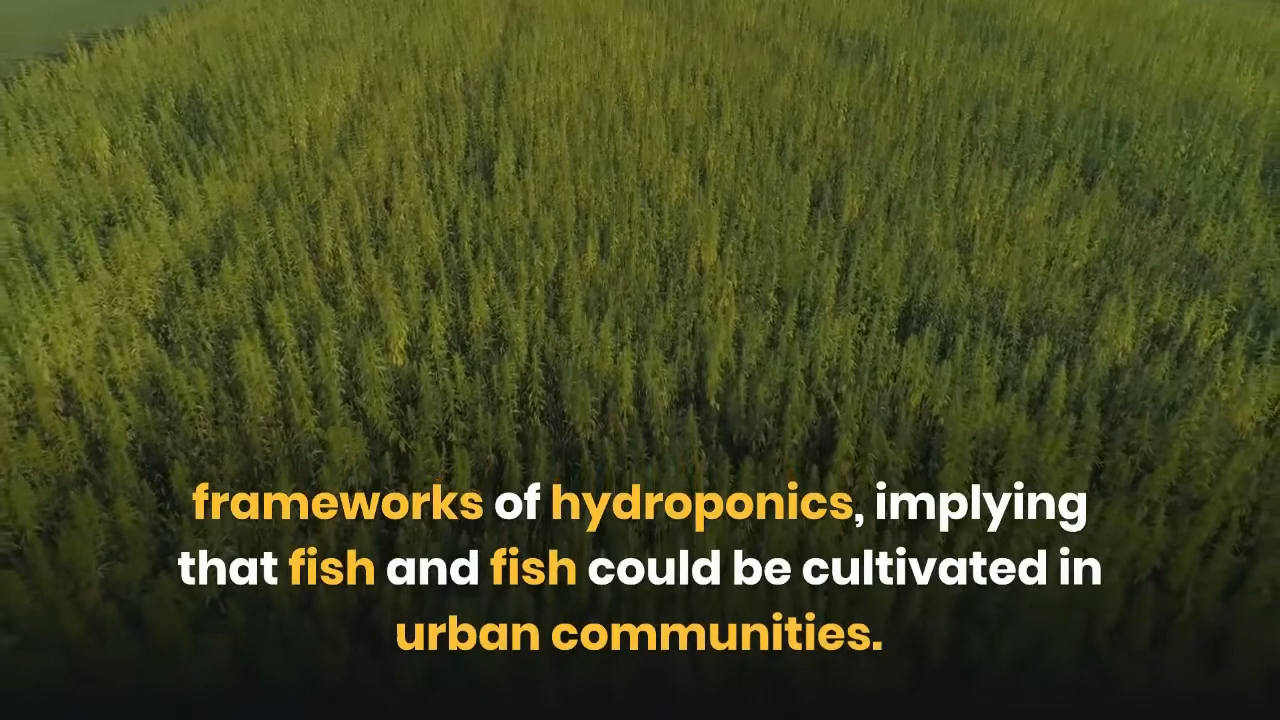 frameworks of hydroponics, implying
that fish and fish could be cultivated in
urban communities.